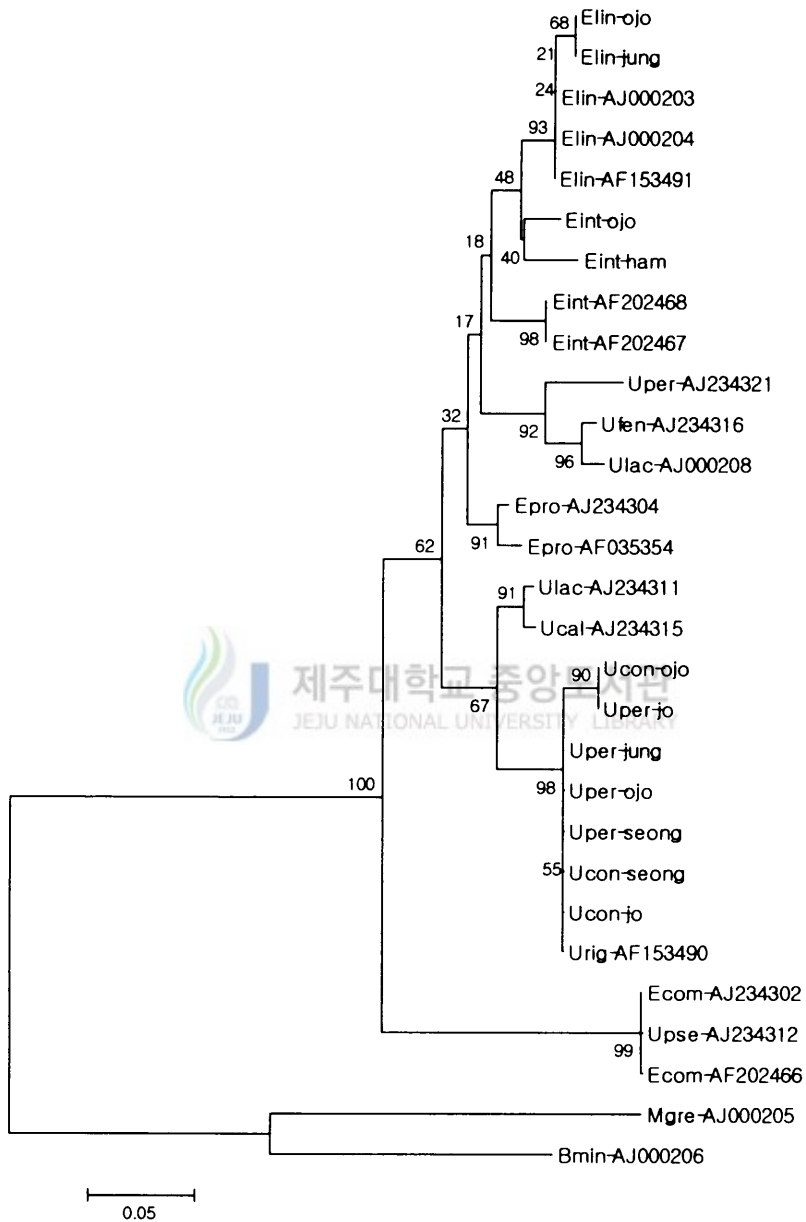 68
Elin-ojo
21
Elin-jung
24
Elin-AJ000203
93
Elin-AJ000204
48
Elin-AF153491
Eint-ojo
18
40
Eint-ham
Eint-AF202468
17
98
Eint-AF202467
Uper-AJ234321
32
92
Ufen-AJ234316
96
Ulac-AJ000208
Epro-AJ234304
62
91
Epro-AF035354
91
Ulac-AJ234311
Ucal-AJ234315
90
Ucon-ojo
제주대학교 중앙도서관
67
Uper-jo
JEJU
1952
JEJU NATIONAL UNIVERSITY LIBRARY
Uper-jung
100
98
Uper-ojo
Uper-seong
55
Ucon-seong
Ucon-jo
Urig-AF153490
Ecom-AJ234302
Upse-AJ234312
99
Ecom-AF202466
Mgre-AJ000205
Bmin-AJ000206
0.05